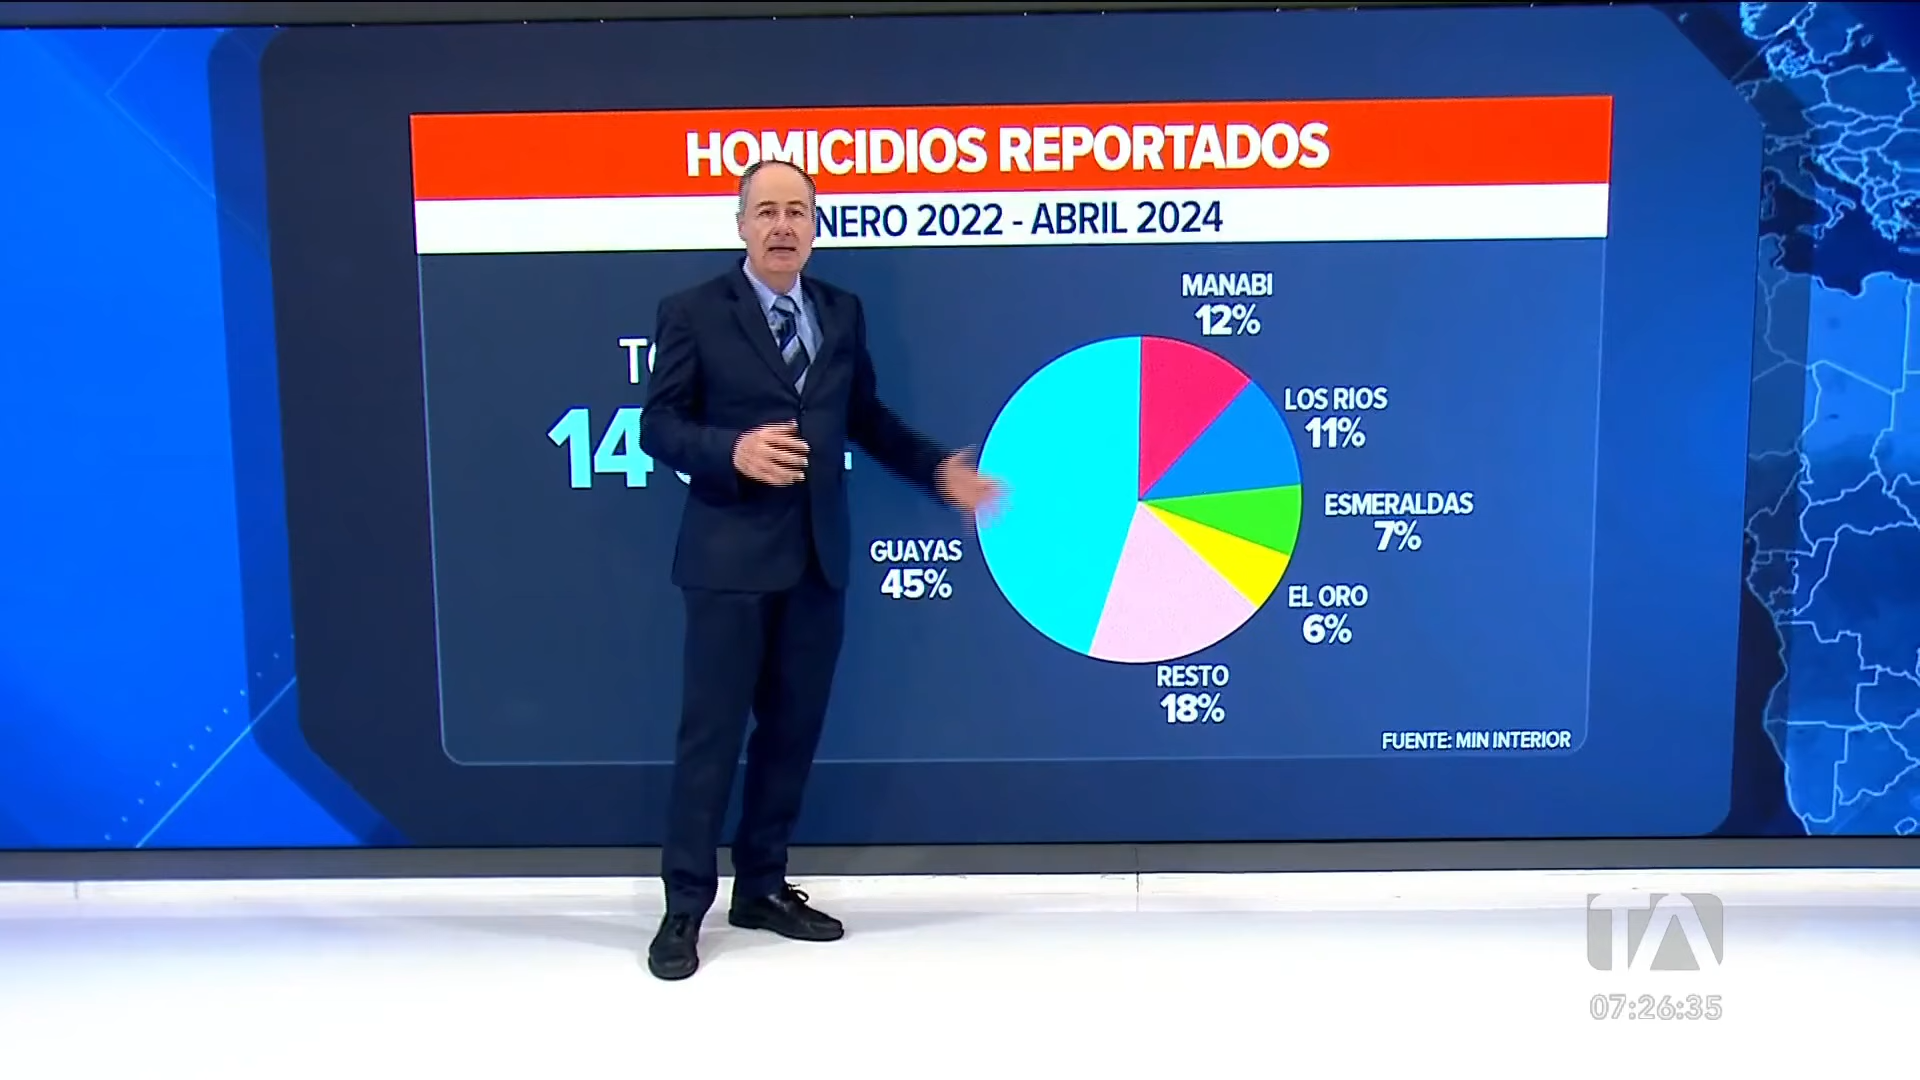 HOMICIDIOS REPORTADOS
NERO 2022 - ABRIL 2024
MANABI
12%
LOS RIOS
11%
ESMERALDAS
7%
GUAYAS
45%
EL ORO
6%
RESTO
18%
FUENTE: MIN INTERIOR
TA
07:26:35